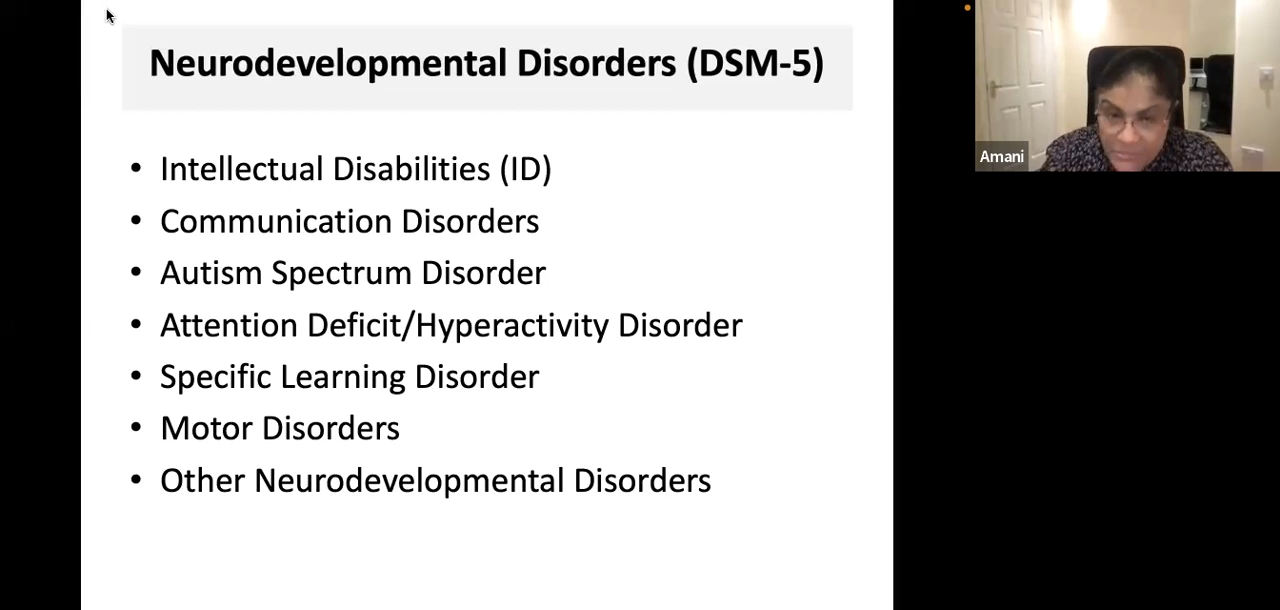 Neurodevelopmental Disorders (DSM-5)
• Intellectual Disabilities (ID)
• Communication Disorders
• Autism Spectrum Disorder
• Attention Deficit/Hyperactivity Disorder
• Specific Learning Disorder
• Motor Disorders
• Other Neurodevelopmental Disorders
Amani